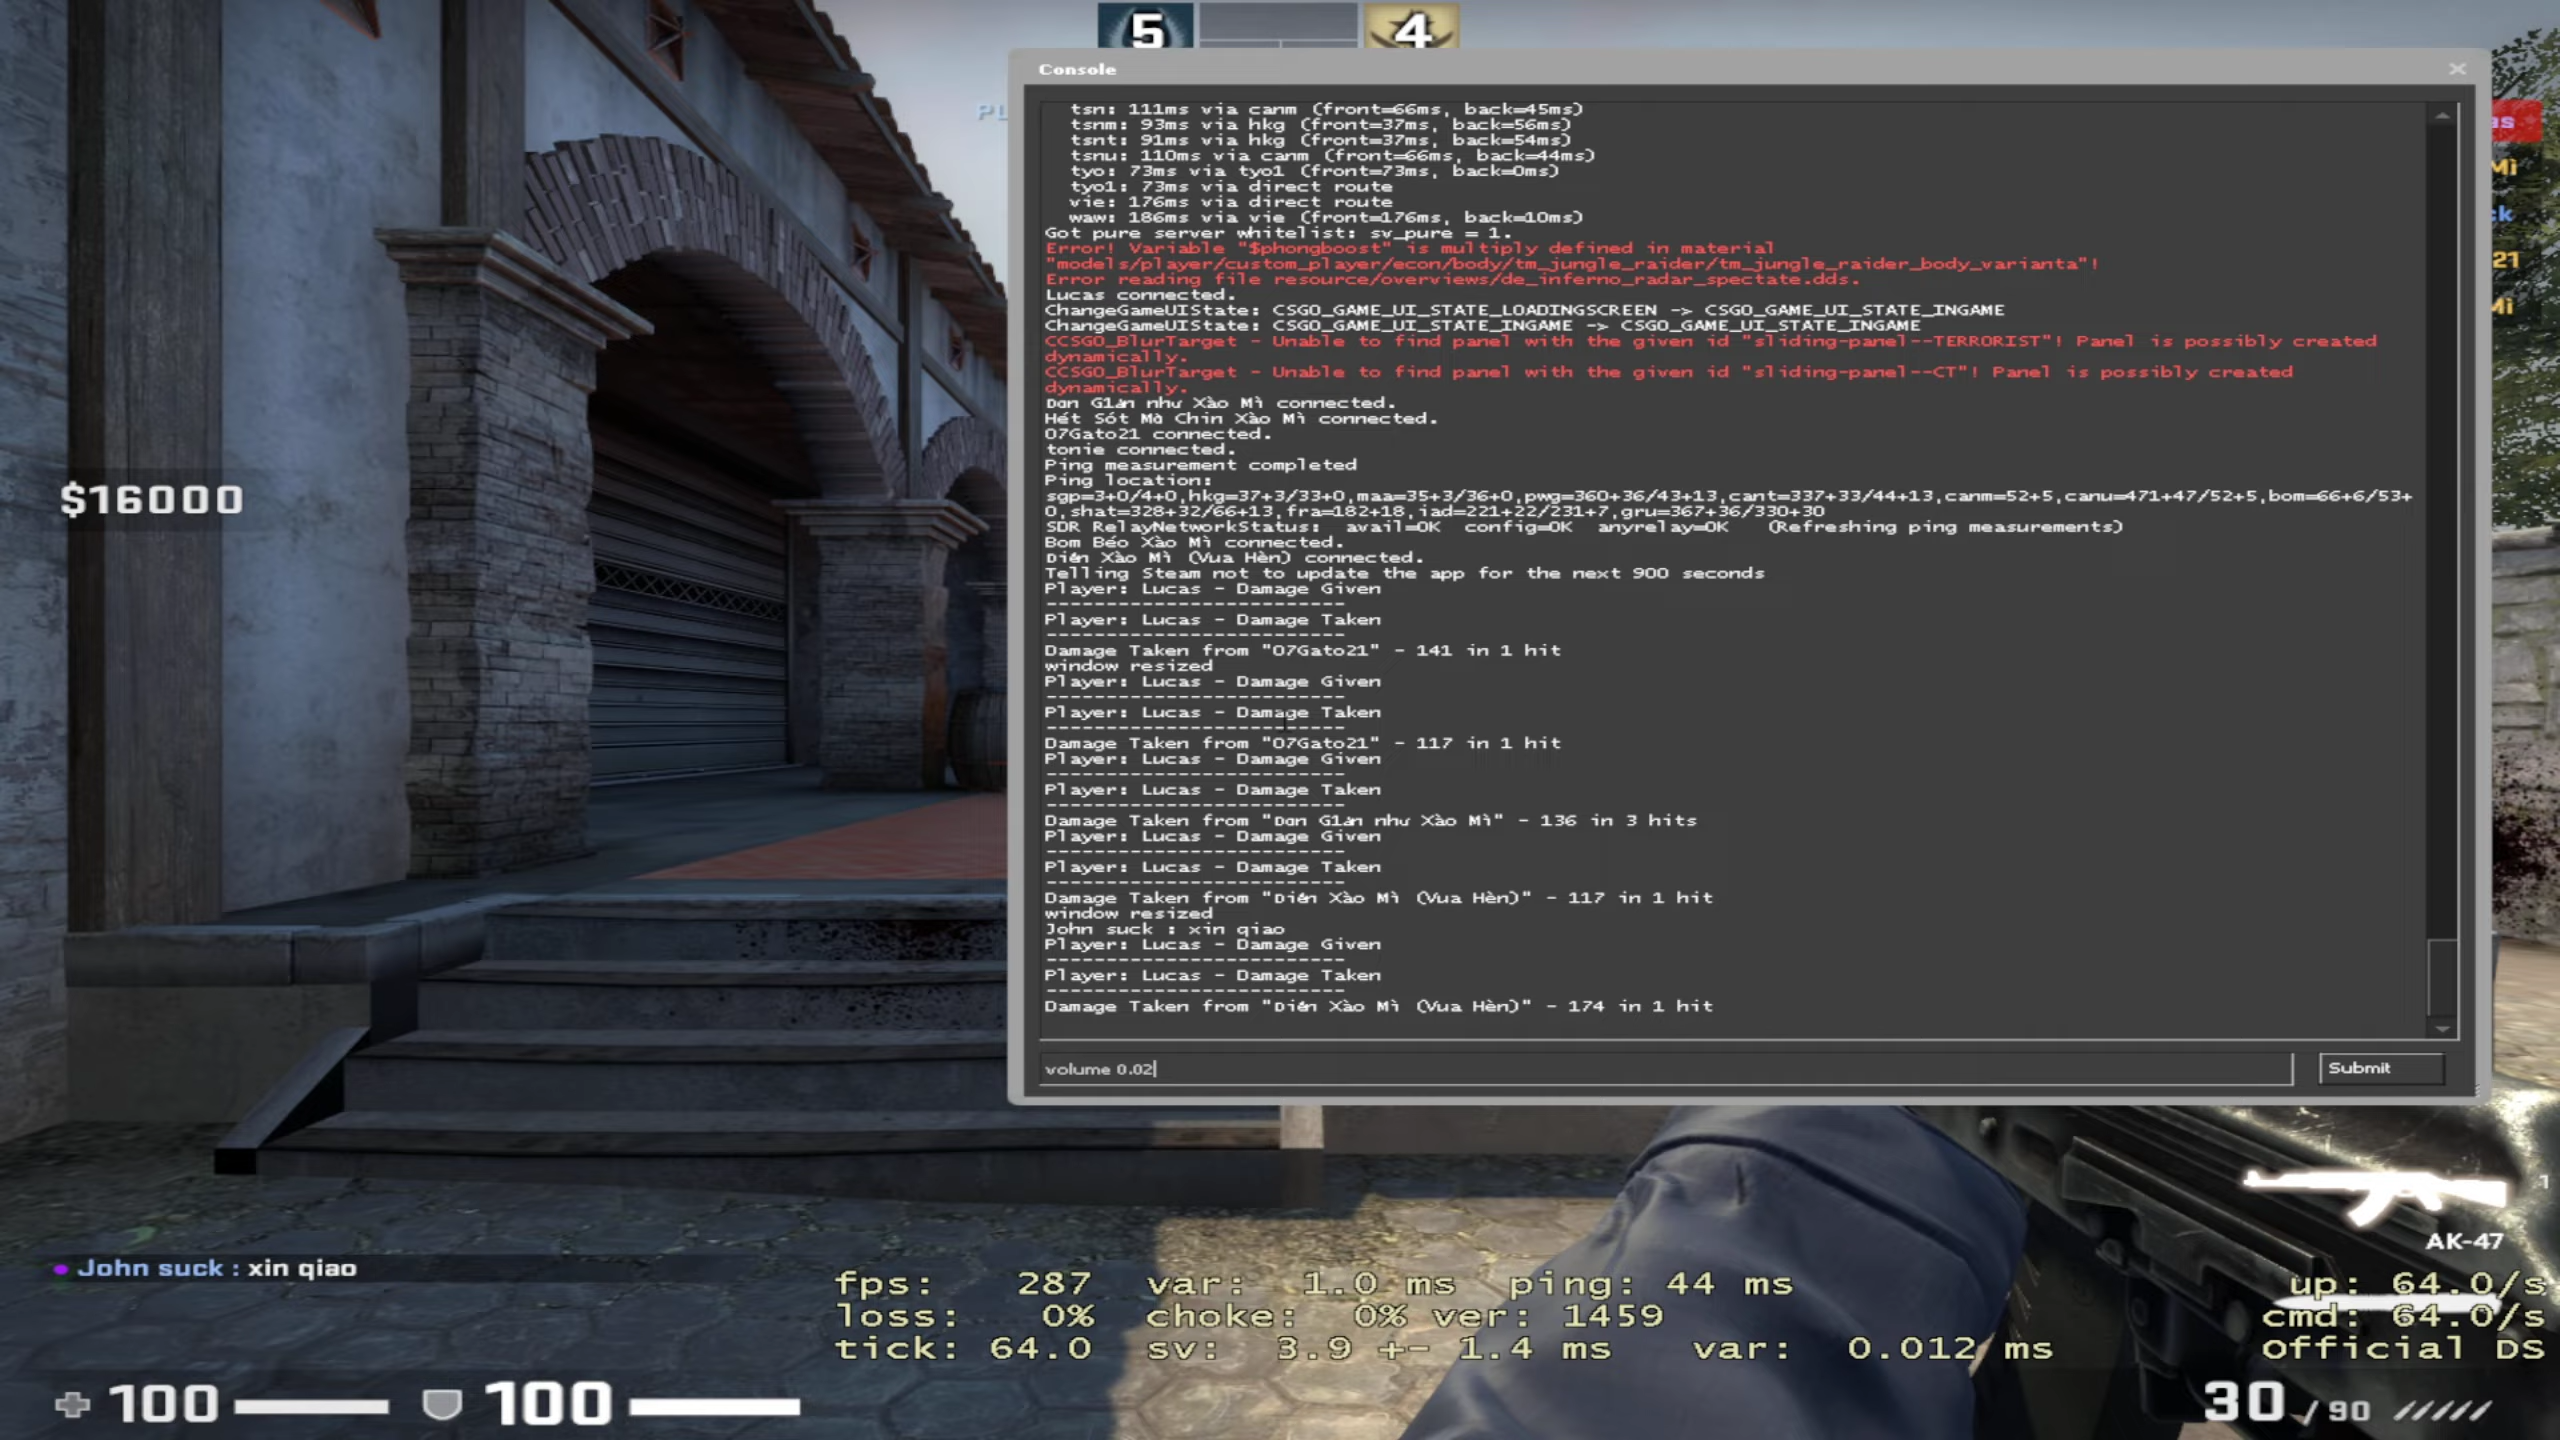 5 4
Console
tsn: 111ms via canm (front=66ms, back=45ms)
tsnm: 93ms via hkg (front=37ms, back=56ms)
tsnt: 91ms via hkg (front=37ms, back=54ms)
tsnu: 110ms via canm (front=66ms, back=44ms)
tyo: 73ms via tyo1 (front=73ms, back=0ms)
tyo1: 73ms via direct route
vie: 176ms via direct route
waw: 186ms via vie (front=176ms, back=10ms)
Got pure server whitelist: sv_pure = 1.
Error! Variable "$phongboost" is multiply defined in material
"models/player/custom_player/econ/body/tm_jungle_raider/tm_jungle_raider_body_varianta"!
Error reading file resource/overviews/de_inferno_radar_spectate.dds.
Lucas connected.
ChangeGameUIState: CSGO_GAME_UI_STATE_LOADINGSCREEN -> CSGO_GAME_UI_STATE_INGAME
ChangeGameUIState: CSGO_GAME_UI_STATE_INGAME -> CSGO_GAME_UI_STATE_INGAME
CCSGO_BlurTarget - Unable to find panel with the given id "sliding-panel--TERRORIST"! Panel is possibly created
dynamically.
CCSGO_BlurTarget - Unable to find panel with the given id "sliding-panel--CT"! Panel is possibly created
dynamically.
Dan G1án như Xào Mì connected.
Hét Sót Mà Chin Xào Mì connected.
07Gato21 connected.
tonie connected.
Ping measurement completed
Ping location:
sgp=3+0/4+0,hkg=37+3/33+0,maa=35+3/36+0,pwg=360+36/43+13,cant=337+33/44+13,canm=52+5,canu=471+47/52+5,bom=66+6/53+
0,shat=328+32/66+13,fra=182+18,iad=221+22/231+7,gru=367+36/330+30
SDR RelayNetworkStatus:  avail=OK  config=OK  anyrelay=OK   (Refreshing ping measurements)
Bom Béo Xào Mì connected.
Diễn Xào Mì (Vua Hèn) connected.
Telling Steam not to update the app for the next 900 seconds
Player: Lucas - Damage Given
-------------------------
Player: Lucas - Damage Taken
-------------------------
Damage Taken from "07Gato21" - 141 in 1 hit
window resized
Player: Lucas - Damage Given
-------------------------
Player: Lucas - Damage Taken
-------------------------
Damage Taken from "07Gato21" - 117 in 1 hit
Player: Lucas - Damage Given
-------------------------
Player: Lucas - Damage Taken
-------------------------
Damage Taken from "Dan G1án như Xào Mì" - 136 in 3 hits
Player: Lucas - Damage Given
-------------------------
Player: Lucas - Damage Taken
-------------------------
Damage Taken from "Diễn Xào Mì (Vua Hèn)" - 117 in 1 hit
window resized
John suck : xin qiao
Player: Lucas - Damage Given
-------------------------
Player: Lucas - Damage Taken
-------------------------
Damage Taken from "Diễn Xào Mì (Vua Hèn)" - 174 in 1 hit
volume 0.02
Submit
$16000
Mì
21
Mì
1
AK-47
John suck : xin qiao
fps: 287 var: 1.0 ms ping: 44 ms
loss: 0% choke: 0% ver: 1459
tick: 64.0 sv: 3.9 +- 1.4 ms var: 0.012 ms
up: 64.0/s
cmd: 64.0/s
Official DS
100 100
30 / 90